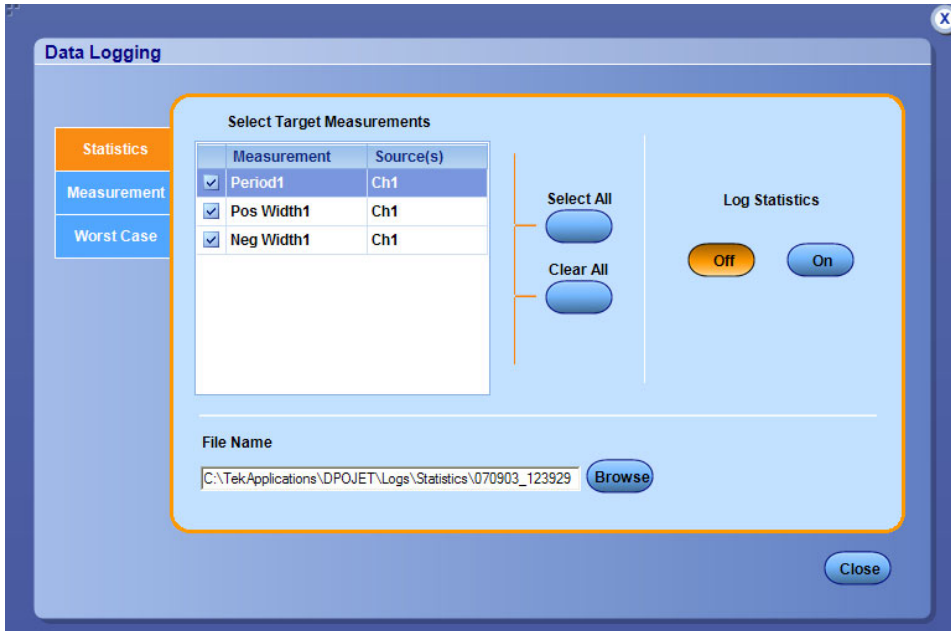 X
Data Logging
Statistics
Measurement
Worst Case
Select Target Measurements
Measurement Source(s)
Period1 Ch1
Pos Width1 Ch1
Neg Width1 Ch1
Select All
Clear All
Log Statistics
Off On
File Name
C:\TekApplications\DPOJET\Logs\Statistics\070903_123929
Browse
Close